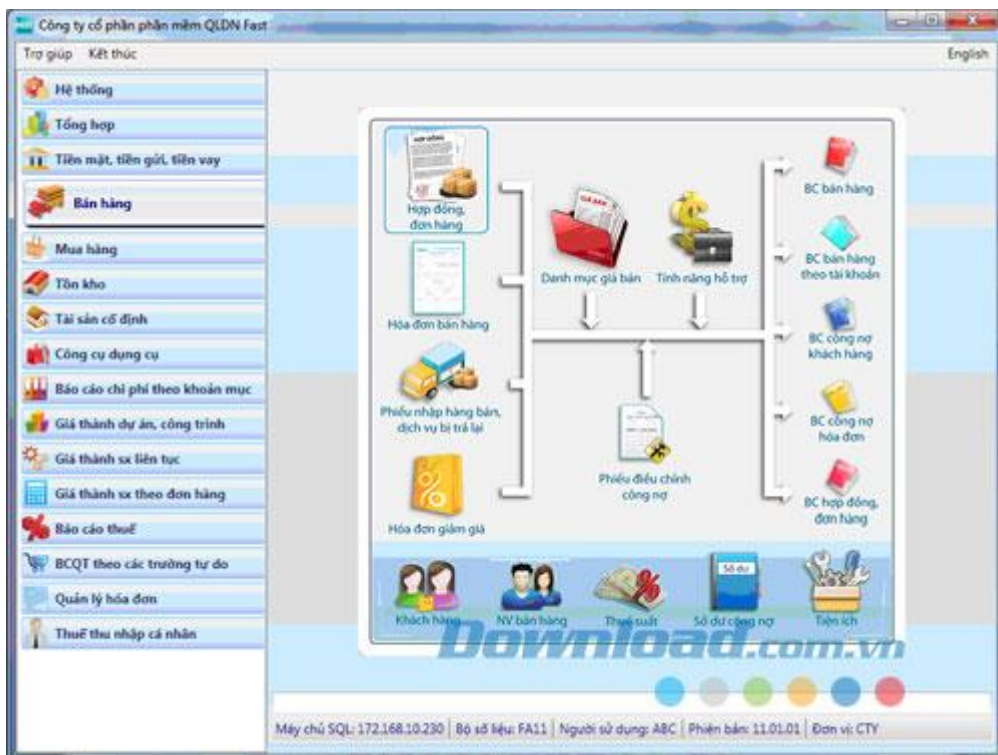 Công ty cổ phần phần mềm QLDN Fast
Trợ giúp Kết thúc English
Hệ thống
Tổng hợp
Tiền mặt, tiền gửi, tiền vay
Bán hàng
Mua hàng
Tồn kho
Tài sản cố định
Công cụ dụng cụ
Báo cáo chi phí theo khoản mục
Giá thành dự án, công trình
Giá thành sx liên tục
Giá thành sx theo đơn hàng
Báo cáo thuế
BCQT theo các trường tự do
Quản lý hóa đơn
Thuế thu nhập cá nhân
HỢP ĐỒNG
Hợp đồng,
đơn hàng
Hóa đơn bán hàng
Phiếu nhập hàng bán,
dịch vụ bị trả lại
Hóa đơn giảm giá
GIÁ BÁN
Danh mục giá bán
Tính năng hỗ trợ
Phiếu điều chỉnh
công nợ
BC bán hàng
BC bán hàng
theo tài khoản
BC công nợ
khách hàng
BC công nợ
hóa đơn
BC hợp đồng,
đơn hàng
Khách hàng
NV bán hàng
Thuế suất
Số dư
Số dư công nợ
Tiện ích
Download.com.vn
Máy chủ SQL: 172.168.10.230 | Bộ số liệu: FA11 | Người sử dụng: ABC | Phiên bản: 11.01.01 | Đơn vị: CTY